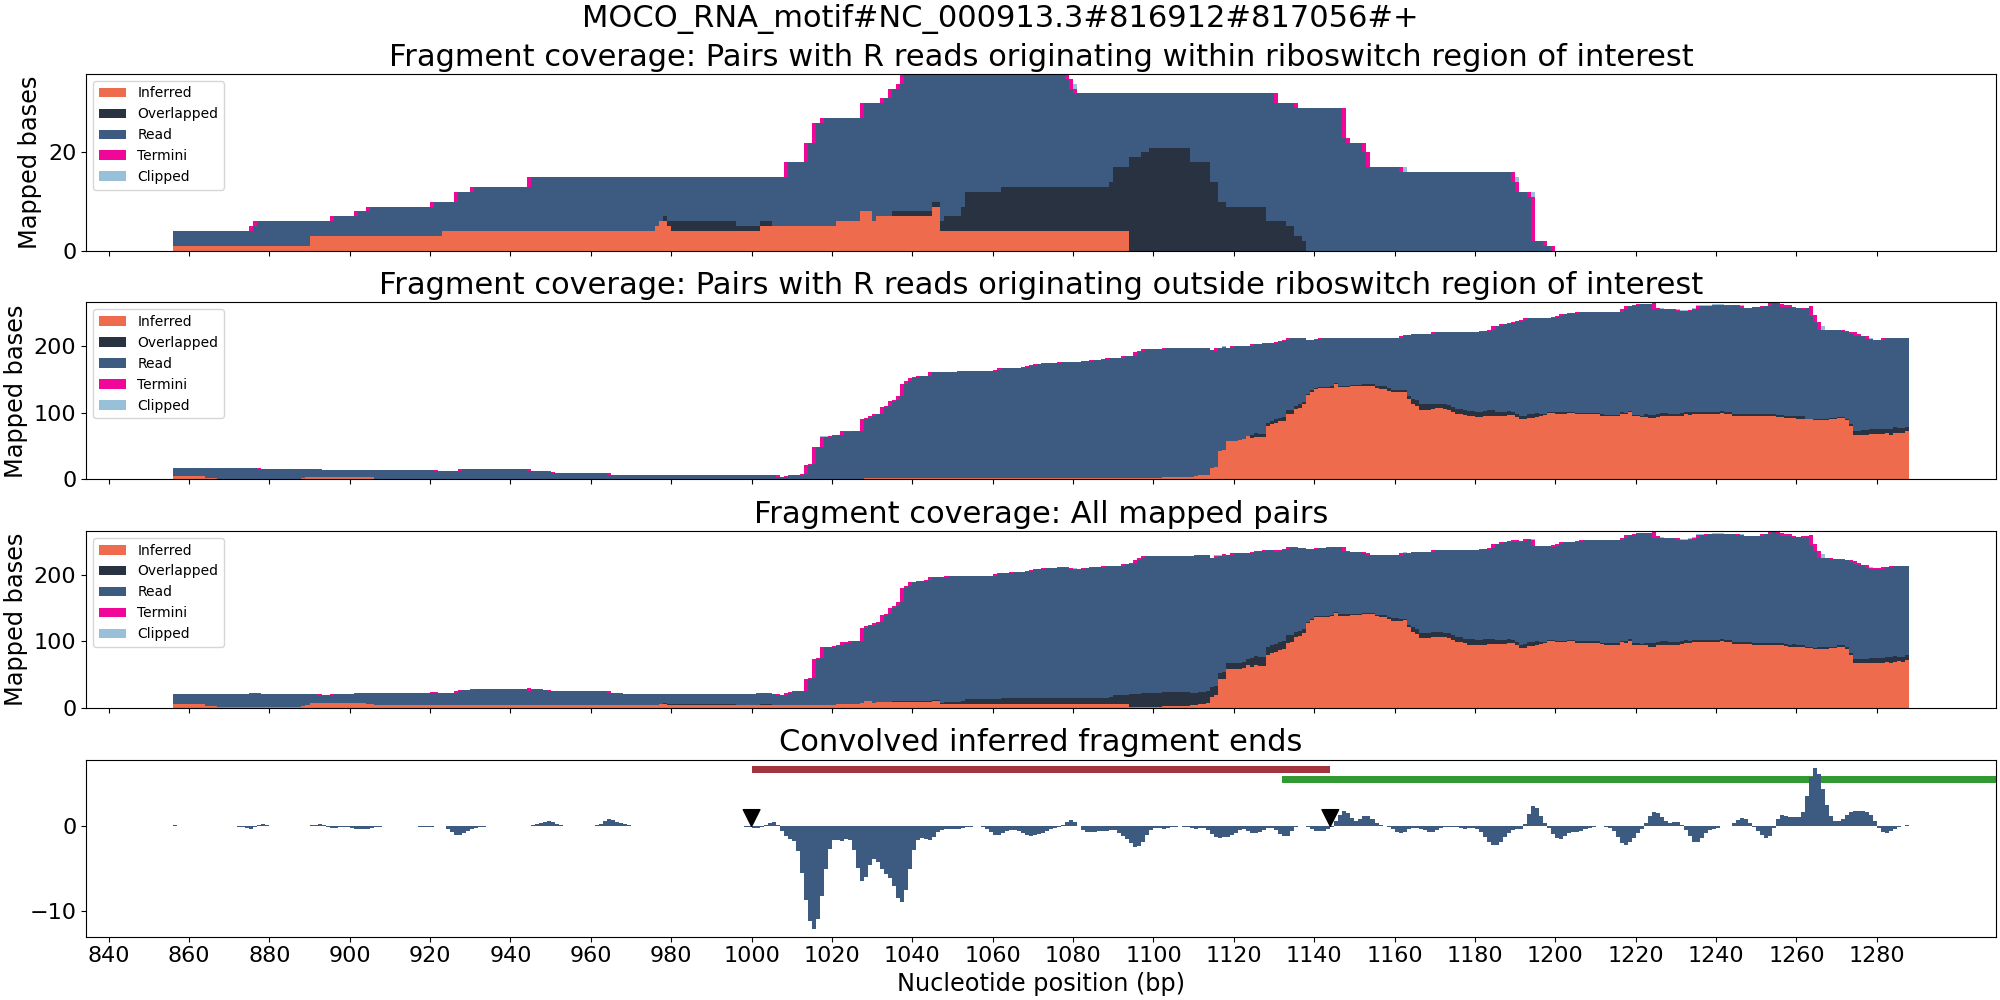 MOCO_RNA_motif#NC_000913.3#816912#817056#+
Fragment coverage: Pairs with R reads originating within riboswitch region of interest
Mapped bases
20
0
Inferred
Overlapped
Read
Termini
Clipped
Fragment coverage: Pairs with R reads originating outside riboswitch region of interest
Mapped bases
200
100
0
Inferred
Overlapped
Read
Termini
Clipped
Fragment coverage: All mapped pairs
Mapped bases
200
100
0
Inferred
Overlapped
Read
Termini
Clipped
Convolved inferred fragment ends
0
−10
840 860 880 900 920 940 960 980 1000 1020 1040 1060 1080 1100 1120 1140 1160 1180 1200 1220 1240 1260 1280
Nucleotide position (bp)